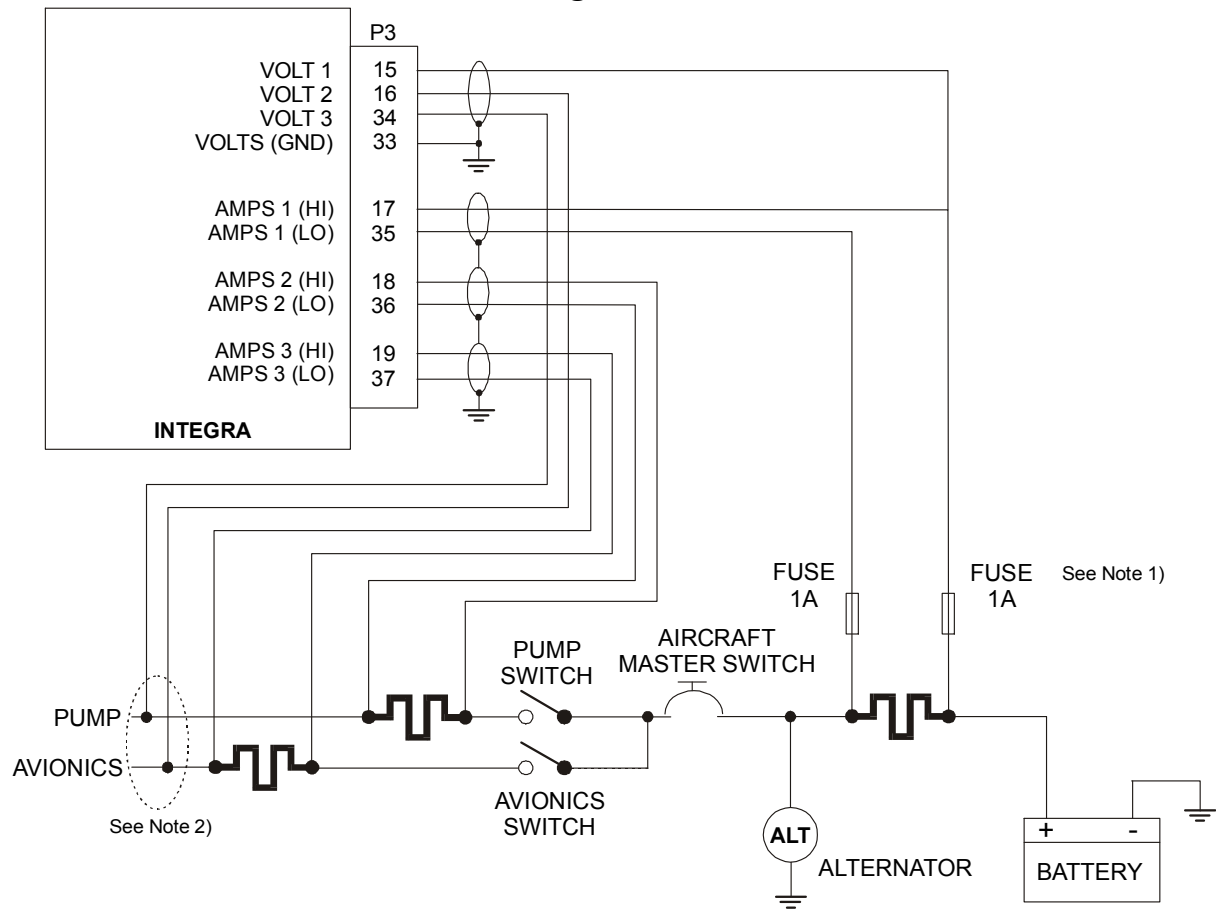 P3
VOLT 1 15
VOLT 2 16
VOLT 3 34
VOLTS (GND) 33
AMPS 1 (HI) 17
AMPS 1 (LO) 35
AMPS 2 (HI) 18
AMPS 2 (LO) 36
AMPS 3 (HI) 19
AMPS 3 (LO) 37
INTEGRA
FUSE
1A
FUSE
1A
See Note 1)
PUMP
SWITCH
AIRCRAFT
MASTER SWITCH
PUMP
AVIONICS
See Note 2)
AVIONICS
SWITCH
ALT
ALTERNATOR
+ -
BATTERY